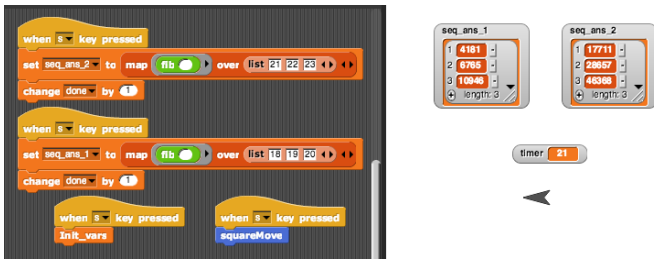 when s key pressed
set seq_ans_2 to map fib over list 21 22 23
change done by 1
when s key pressed
set seq_ans_1 to map fib over list 18 19 20
change done by 1
when s key pressed
Init_vars
when s key pressed
squareMove
seq_ans_1
1 4181 -
2 6765 -
3 10946 -
+ length: 3
seq_ans_2
1 17711 -
2 28657 -
3 46368 -
+ length: 3
timer 21